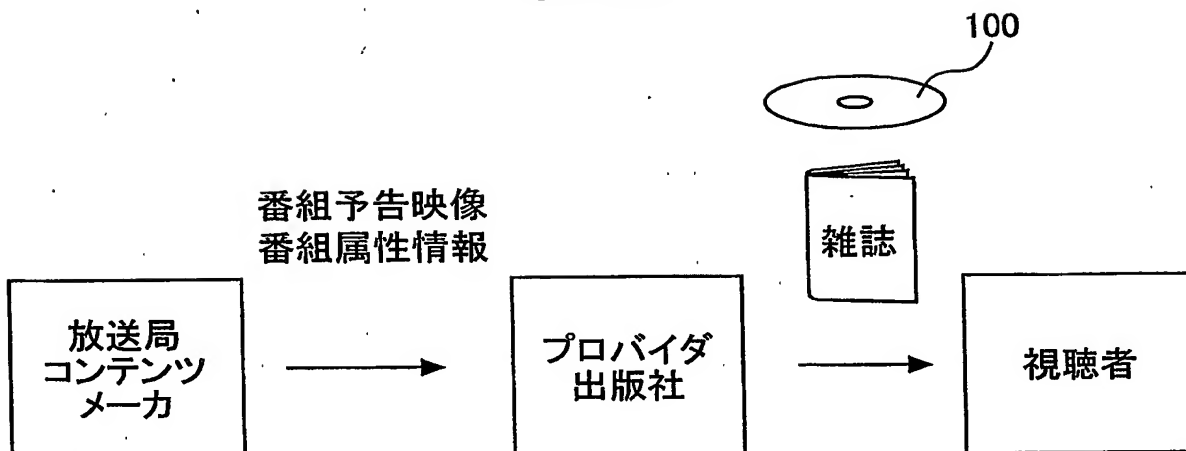 100
番組予告映像
番組属性情報
雑誌
放送局
コンテンツ
メーカ
プロバイダ
出版社
視聴者